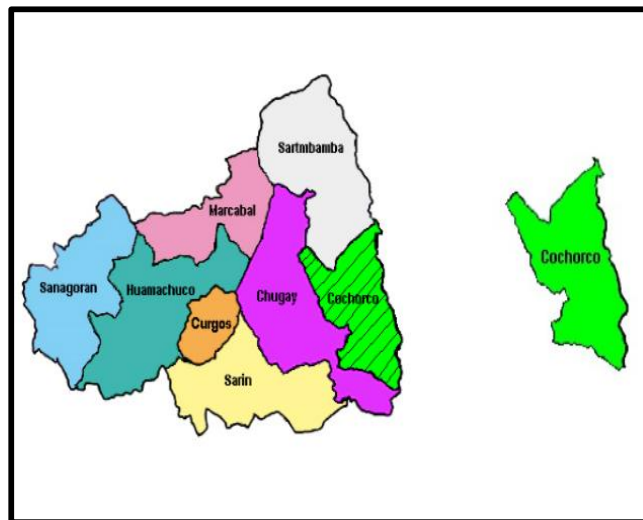 Sartmbamba
Marcabal
Sanagoran
Huamachuco
Chugay
Cochorco
Curgos
Sarin
Cochorco